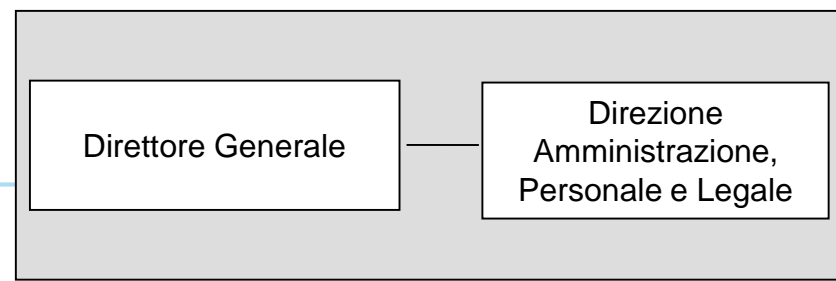 Direttore Generale
Direzione
Amministrazione,
Personale e Legale